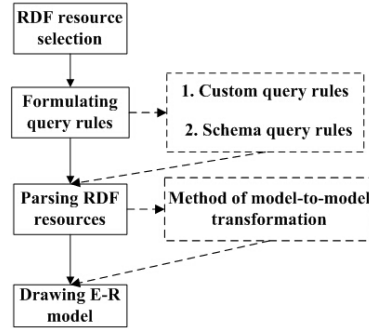 RDF resource
selection
Formulating
query rules
1. Custom query rules
2. Schema query rules
Parsing RDF
resources
Method of model-to-model
transformation
Drawing E-R
model